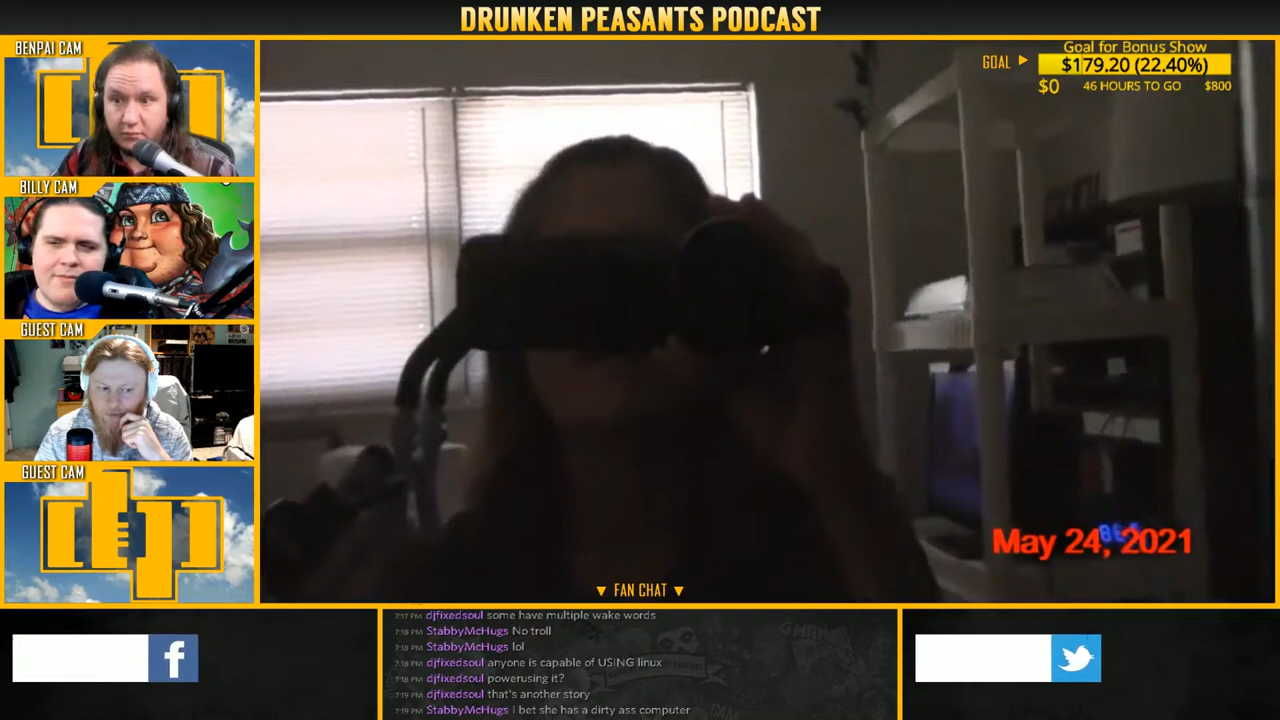 DRUNKEN PEASANTS PODCAST
BENPAI CAM
BILLY CAM
GUEST CAM
GUEST CAM
GOAL ▶
Goal for Bonus Show
$179.20 (22.40%)
$0 46 HOURS TO GO $800
May 24, 2021
▼ FAN CHAT ▼
7:17 PM djfixedsoul some have multiple wake words
7:18 PM StabbyMcHugs No troll
7:18 PM StabbyMcHugs lol
7:18 PM djfixedsoul anyone is capable of USING linux
7:18 PM djfixedsoul powerusing it?
7:19 PM djfixedsoul that's another story
7:19 PM StabbyMcHugs I bet she has a dirty ass computer
f